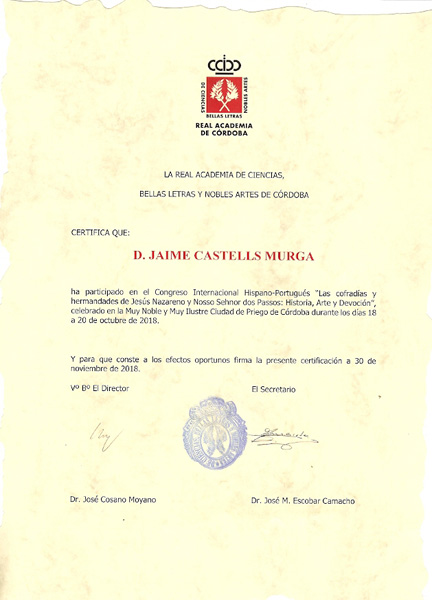 CCIDC
DE CIENCIAS
BELLAS LETRAS
NOBLES ARTES
REAL ACADEMIA
DE CÓRDOBA
LA REAL ACADEMIA DE CIENCIAS,
BELLAS LETRAS Y NOBLES ARTES DE CÓRDOBA
CERTIFICA QUE:
D. JAIME CASTELLS MURGA
ha participado en el Congreso Internacional Hispano-Portugués "Las cofradías y
hermandades de Jesús Nazareno y Nosso Sehnor dos Passos: Historia, Arte y Devoción",
celebrado en la Muy Noble y Muy Ilustre Ciudad de Priego de Córdoba durante los días 18
a 20 de octubre de 2018.
Y para que conste a los efectos oportunos firma la presente certificación a 30 de
noviembre de 2018.
Vº Bº El Director
El Secretario
Dr. José Cosano Moyano
Dr. José M. Escobar Camacho